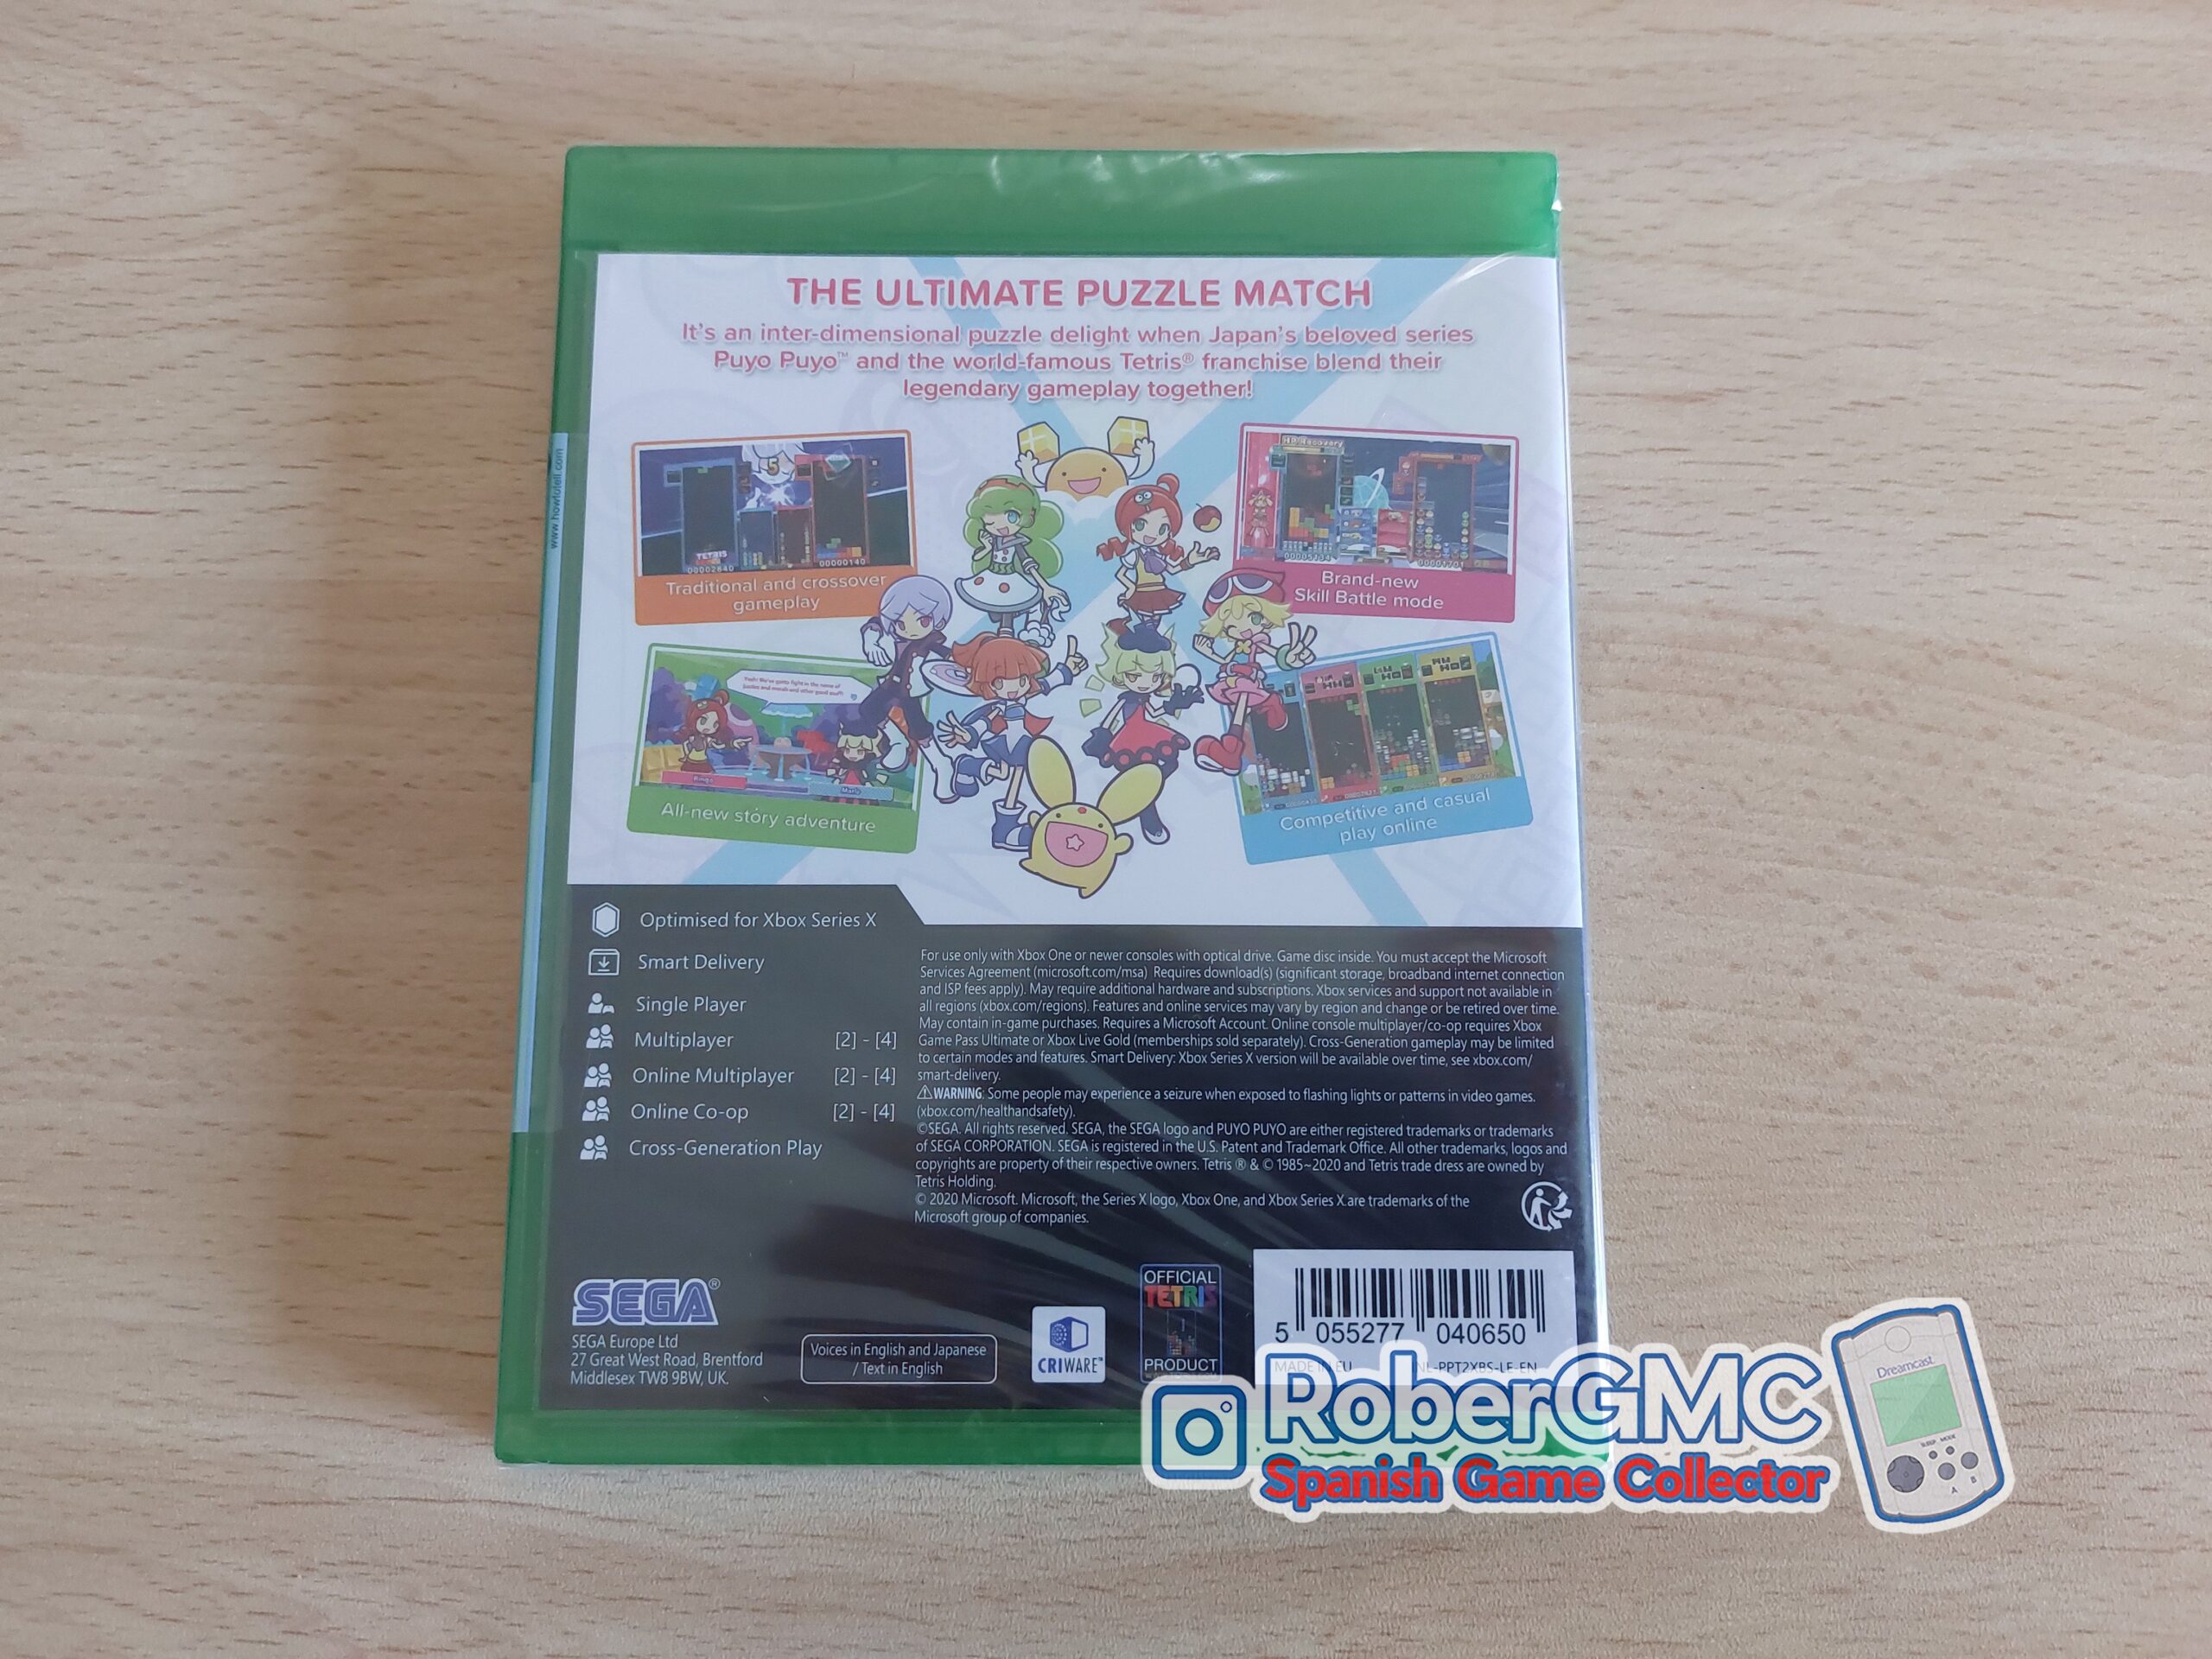 THE ULTIMATE PUZZLE MATCH
It's an inter-dimensional puzzle delight when Japan's beloved series
Puyo Puyo™ and the world-famous Tetris® franchise blend their
legendary gameplay together!
5
TETRIS
00002640
00000140
Traditional and crossover
gameplay
Brand-new
Skill Battle mode
Ringo
All-new story adventure
Competitive and casual
play online
Optimised for Xbox Series X
Smart Delivery
Single Player
Multiplayer [2] - [4]
Online Multiplayer [2] - [4]
Online Co-op [2] - [4]
Cross-Generation Play
For use only with Xbox One or newer consoles with optical drive. Game disc inside. You must accept the Microsoft
Services Agreement (microsoft.com/msa) Requires download(s) (significant storage, broadband internet connection
and ISP fees apply). May require additional hardware and subscriptions. Xbox services and support not available in
all regions (xbox.com/regions). Features and online services may vary by region and change or be retired over time.
May contain in-game purchases. Requires a Microsoft Account. Online console multiplayer/co-op requires Xbox
Game Pass Ultimate or Xbox Live Gold (memberships sold separately). Cross-Generation gameplay may be limited
to certain modes and features. Smart Delivery: Xbox Series X version will be available over time, see xbox.com/
smart-delivery.
⚠WARNING: Some people may experience a seizure when exposed to flashing lights or patterns in video games.
(xbox.com/healthandsafety).
©SEGA. All rights reserved. SEGA, the SEGA logo and PUYO PUYO are either registered trademarks or trademarks
of SEGA CORPORATION. SEGA is registered in the U.S. Patent and Trademark Office. All other trademarks, logos and
copyrights are property of their respective owners. Tetris ® & © 1985~2020 and Tetris trade dress are owned by
Tetris Holding.
© 2020 Microsoft. Microsoft, the Series X logo, Xbox One, and Xbox Series X are trademarks of the
Microsoft group of companies.
SEGA®
SEGA Europe Ltd
27 Great West Road, Brentford
Middlesex TW8 9BW, UK.
Voices in English and Japanese
/ Text in English
CRIWARE™
OFFICIAL
TETRIS
PRODUCT
5 055277 040650
MADE IN EU
NL-PPT2XBS-LE-EN
RoberGMC
Spanish Game Collector
Dreamcast
SLEEP MODE
A
B